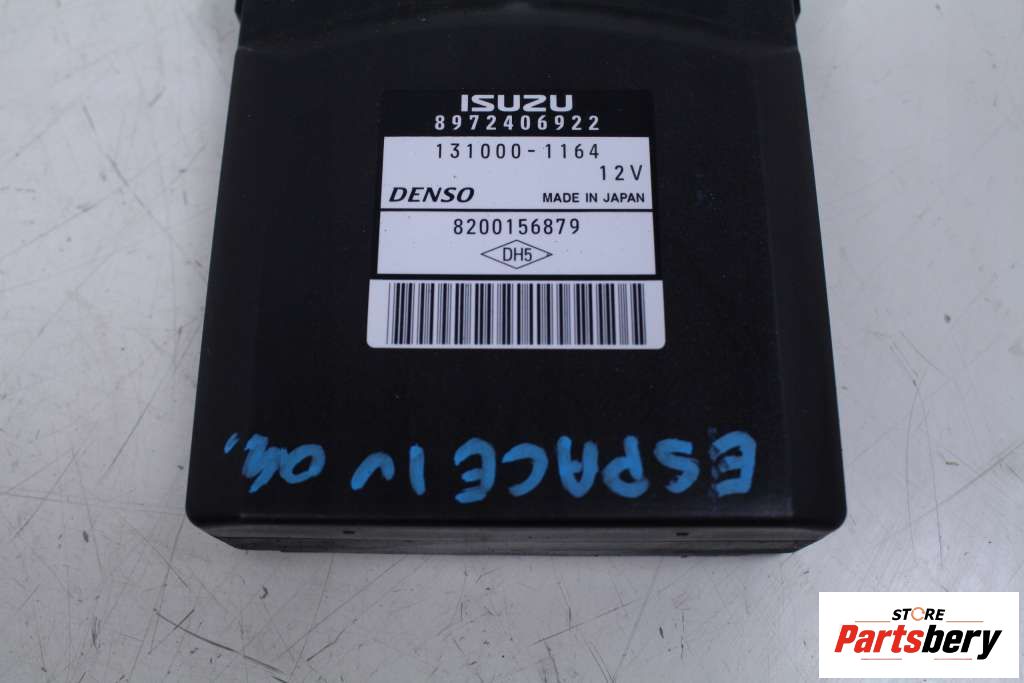 ISUZU
8972406922
131000-1164
12V
DENSO MADE IN JAPAN
8200156879
DH5
ESPACE IV 04.
STORE
Partsbery